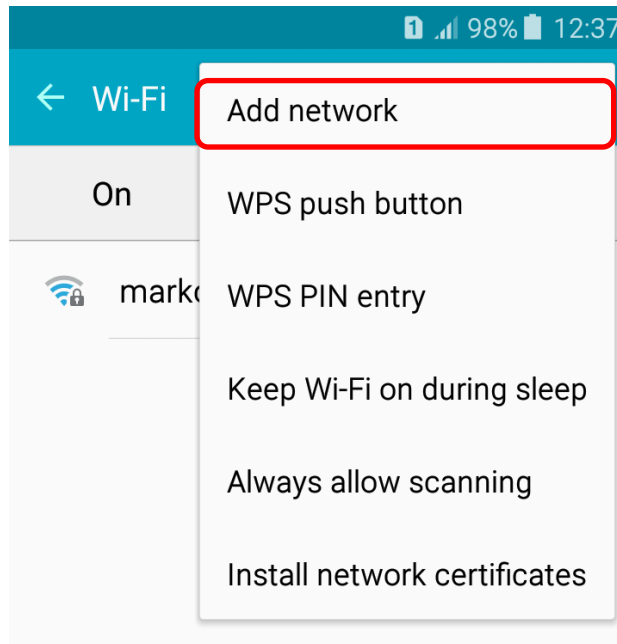 1 98% 12:37
Wi-Fi
Add network
On
WPS push button
WPS PIN entry
Keep Wi-Fi on during sleep
Always allow scanning
Install network certificates